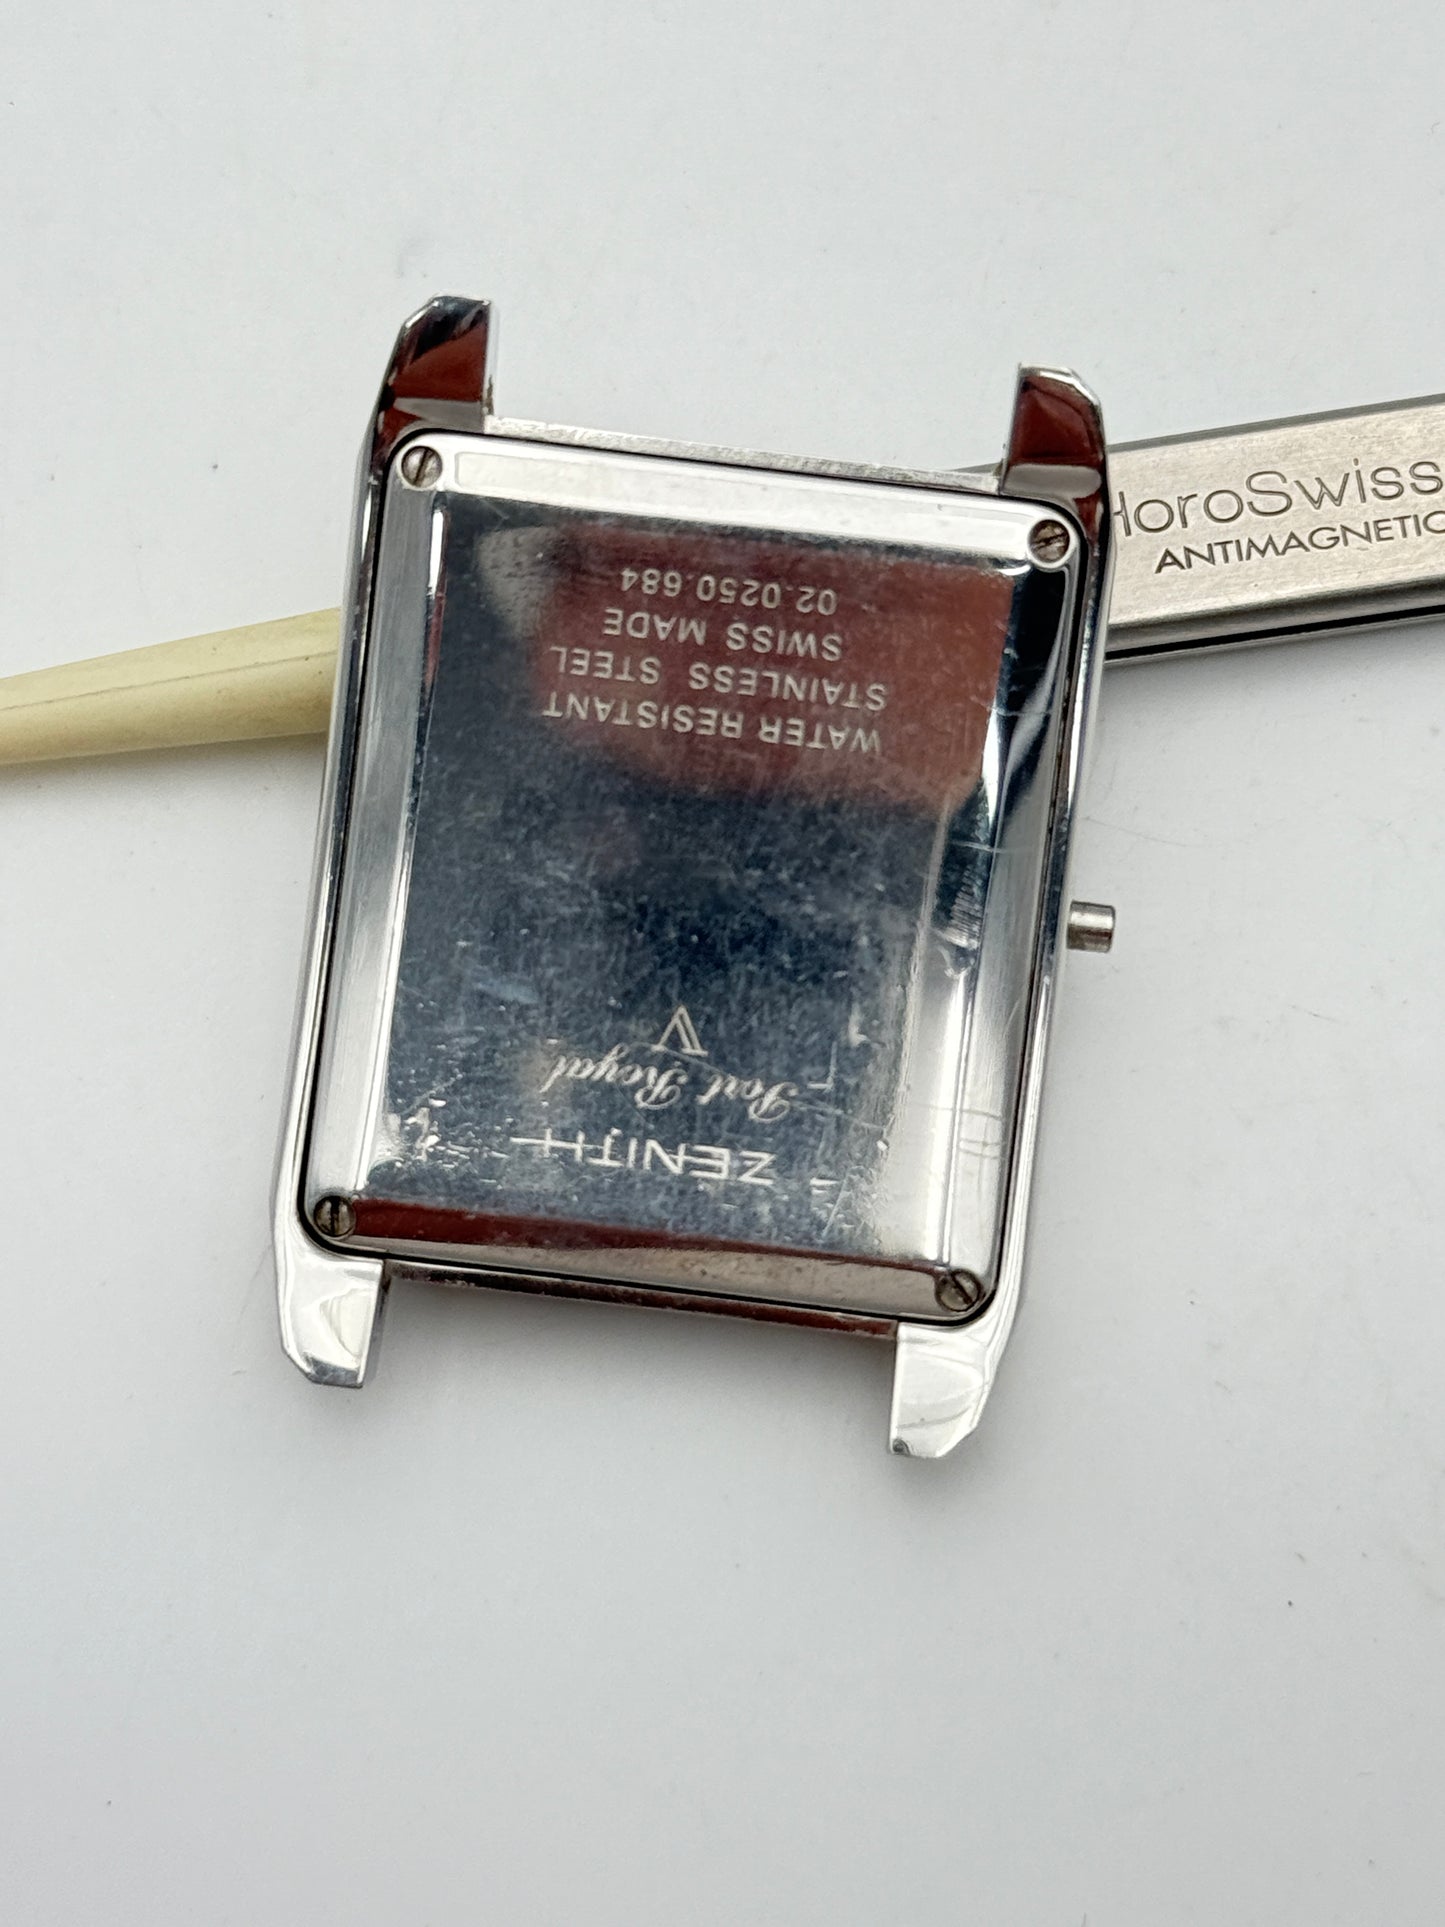 ZENITH
Port Royal
V
WATER RESISTANT
STAINLESS STEEL
SWISS MADE
02.0250.684
HoroSwiss
ANTIMAGNETIC